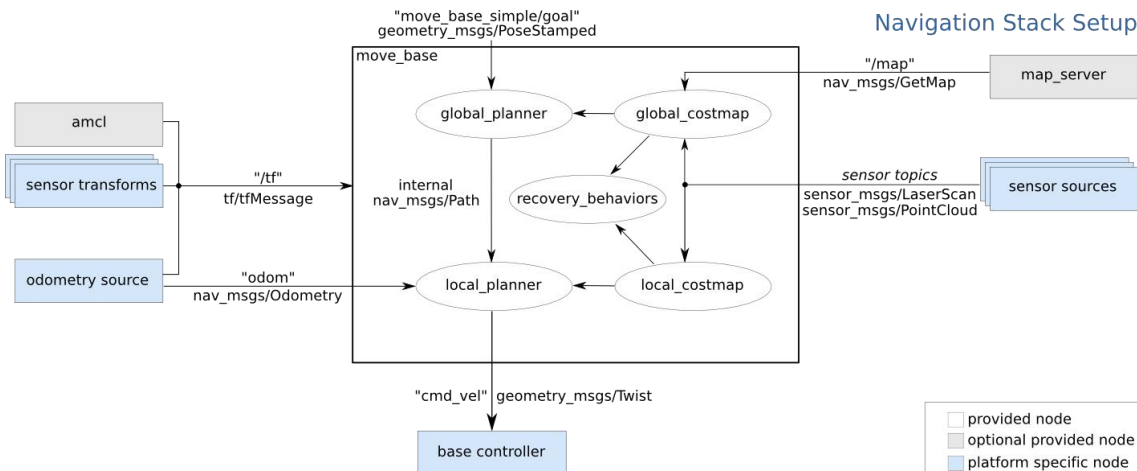 Navigation Stack Setup
"move_base_simple/goal"
geometry_msgs/PoseStamped
move_base
"/map"
nav_msgs/GetMap
map_server
amcl
global_planner
global_costmap
sensor transforms
"/tf"
tf/tfMessage
internal
nav_msgs/Path
recovery_behaviors
sensor topics
sensor_msgs/LaserScan
sensor_msgs/PointCloud
sensor sources
odometry source
"odom"
nav_msgs/Odometry
local_planner
local_costmap
"cmd_vel" geometry_msgs/Twist
base controller
provided node
optional provided node
platform specific node